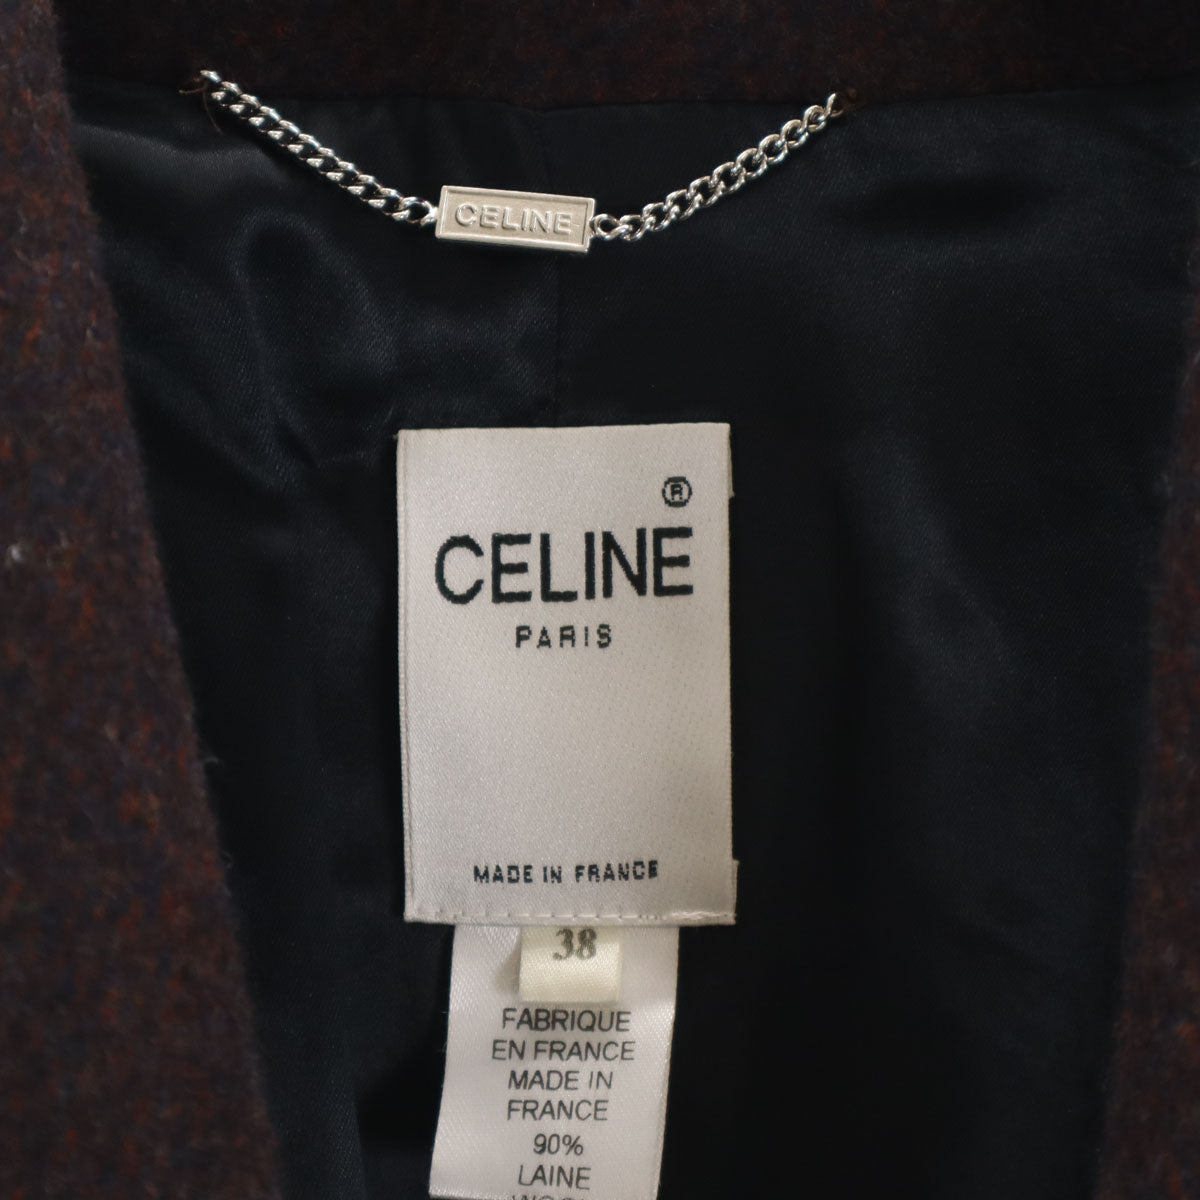 CELINE
®
CELINE
PARIS
MADE IN FRANCE
38
FABRIQUE
EN FRANCE
MADE IN
FRANCE
90%
LAINE